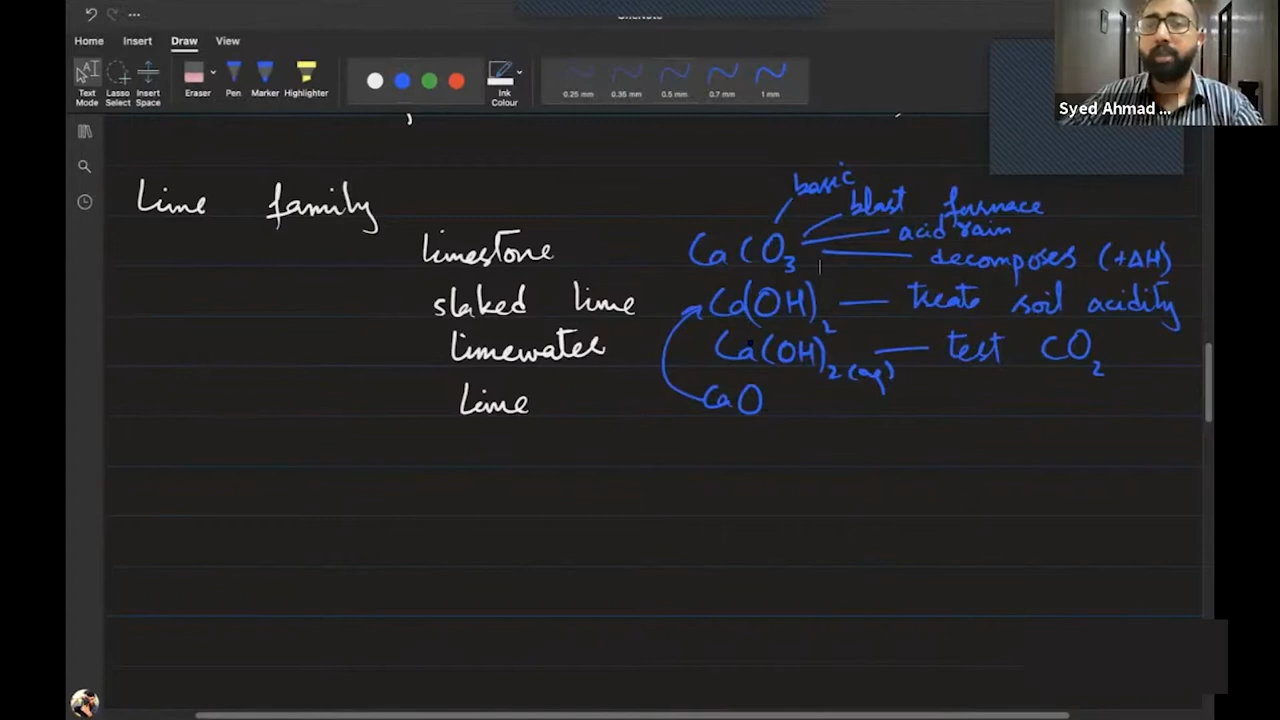 Home Insert Draw View
Text Mode
Lasso Select
Insert Space
Eraser
Pen
Marker
Highlighter
Ink Colour
0.25 mm 0.35 mm 0.5 mm 0.7 mm 1 mm
Syed Ahmad ...
Lime family
basic
blast furnace
acid rain
limestone CaCO3 decomposes (+ΔH)
slaked lime Ca(OH)2 — treate soil acidity
limewater Ca(OH)2 (aq) — test CO2
Lime CaO